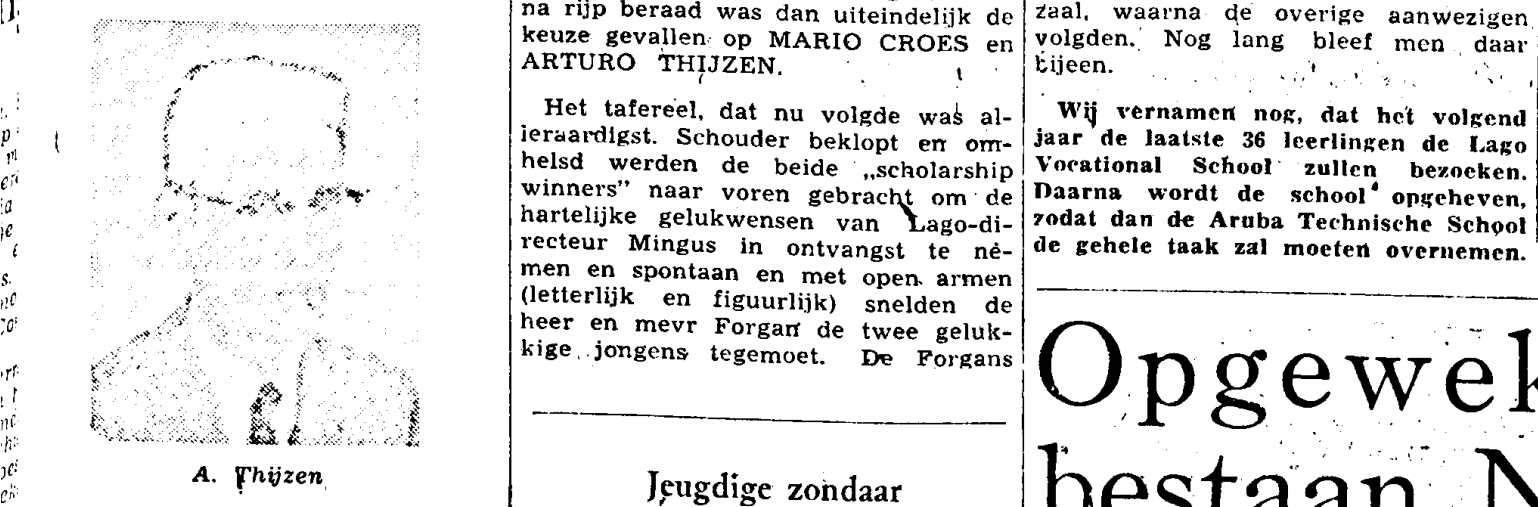 A. Thijzen
na rijp beraad was dan uiteindelijk de
keuze gevallen op MARIO CROES en
ARTURO THIJZEN.
Het tafereel, dat nu volgde was al-
ieraardigst. Schouder beklopt en om-
helsd werden de beide „scholarship
winners" naar voren gebracht om de
hartelijke gelukwensen van Lago-di-
recteur Mingus in ontvangst te né-
men en spontaan en met open armen
(letterlijk en figuurlijk) snelden de
heer en mevr Forgan de twee geluk-
kige jongens tegemoet. De Forgans
Jeugdige zondaar
zaal, waarna de overige aanwezigen
volgden. Nog lang bleef men daar
bijeen.
Wij vernamen nog, dat het volgend
jaar de laatste 36 leerlingen de Lago
Vocational School zullen bezoeken.
Daarna wordt de school opgeheven,
zodat dan de Aruba Technische School
de gehele taak zal moeten overnemen.
Opgewek
bestaan N